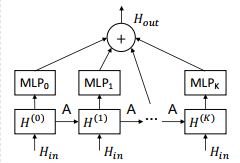 H_out
+
MLP_0 MLP_1 MLP_K
A A A
H^(0) H^(1) ... H^(K)
H_in H_in H_in